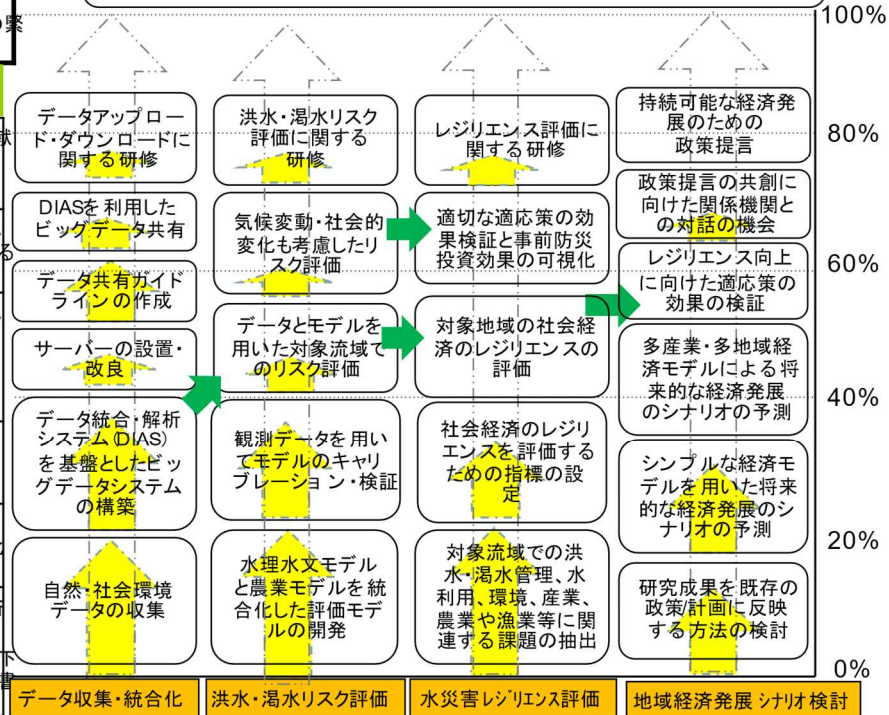 の緊
献
る
下
書
100%
80%
60%
40%
20%
0%
データアップロー
ド・ダウンロードに
関する研修
DIASを利用した
ビッグデータ共有
データ共有ガイド
ラインの作成
サーバーの設置・
改良
データ統合・解析
システム(DIAS)
を基盤としたビッ
グデータシステム
の構築
自然・社会環境
データの収集
データ収集・統合化
洪水・渇水リスク
評価に関する
研修
気候変動・社会的
変化も考慮したリ
スク評価
データとモデルを
用いた対象流域で
のリスク評価
観測データを用い
てモデルのキャリ
ブレーション・検証
水理水文モデル
と農業モデルを統
合化した評価モデ
ルの開発
洪水・渇水リスク評価
レジリエンス評価に
関する研修
適切な適応策の効
果検証と事前防災
投資効果の可視化
対象地域の社会経
済のレジリエンスの
評価
社会経済のレジリ
エンスを評価する
ための指標の設
定
対象流域での洪
水・渇水管理、水
利用、環境、産業、
農業や漁業等に関
連する課題の抽出
水災害レジリエンス評価
持続可能な経済発
展のための
政策提言
政策提言の共創に
向けた関係機関と
の対話の機会
レジリエンス向上
に向けた適応策の
効果の検証
多産業・多地域経
済モデルによる将
来的な経済発展
のシナリオの予測
シンプルな経済モ
デルを用いた将来
的な経済発展のシ
ナリオの予測
研究成果を既存の
政策/計画に反映
する方法の検討
地域経済発展シナリオ検討